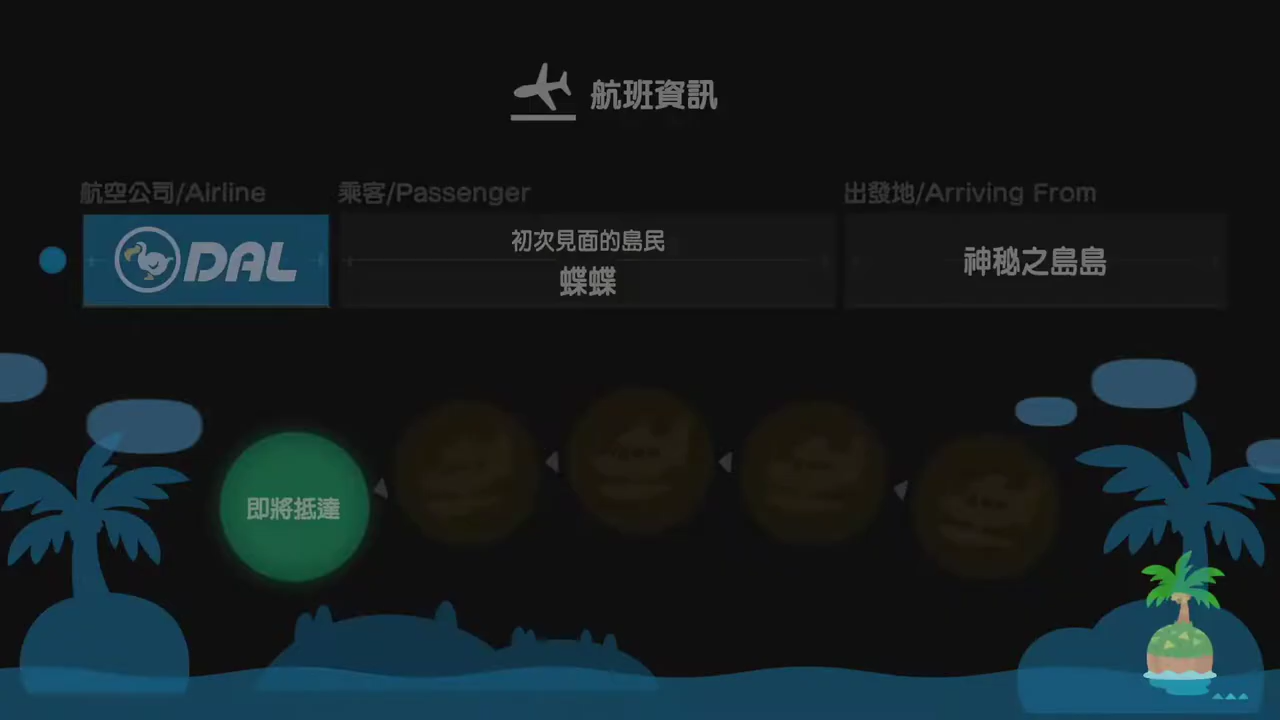 航班資訊
航空公司/Airline
乘客/Passenger
出發地/Arriving From
DAL
初次見面的島民
蝶蝶
神秘之島島
即將抵達